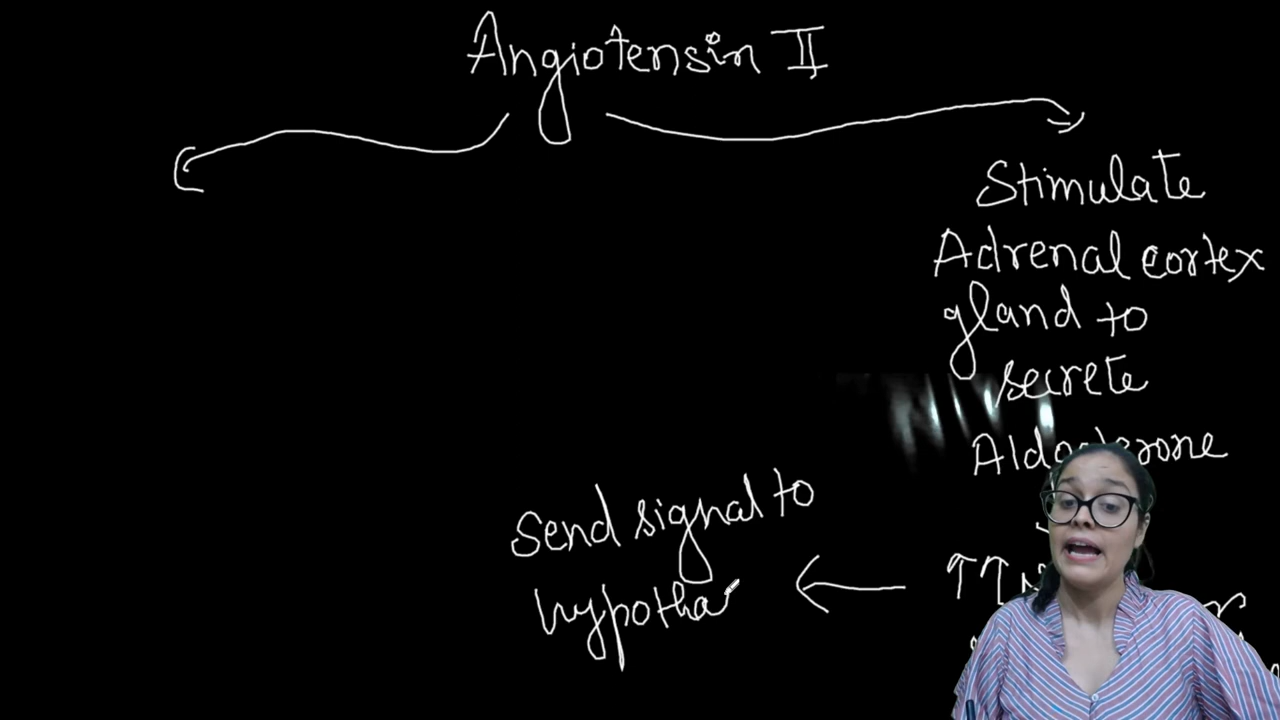 Angiotensin II
Stimulate
Adrenal cortex
gland to
secrete
Send signal to
hypotha
↑↑